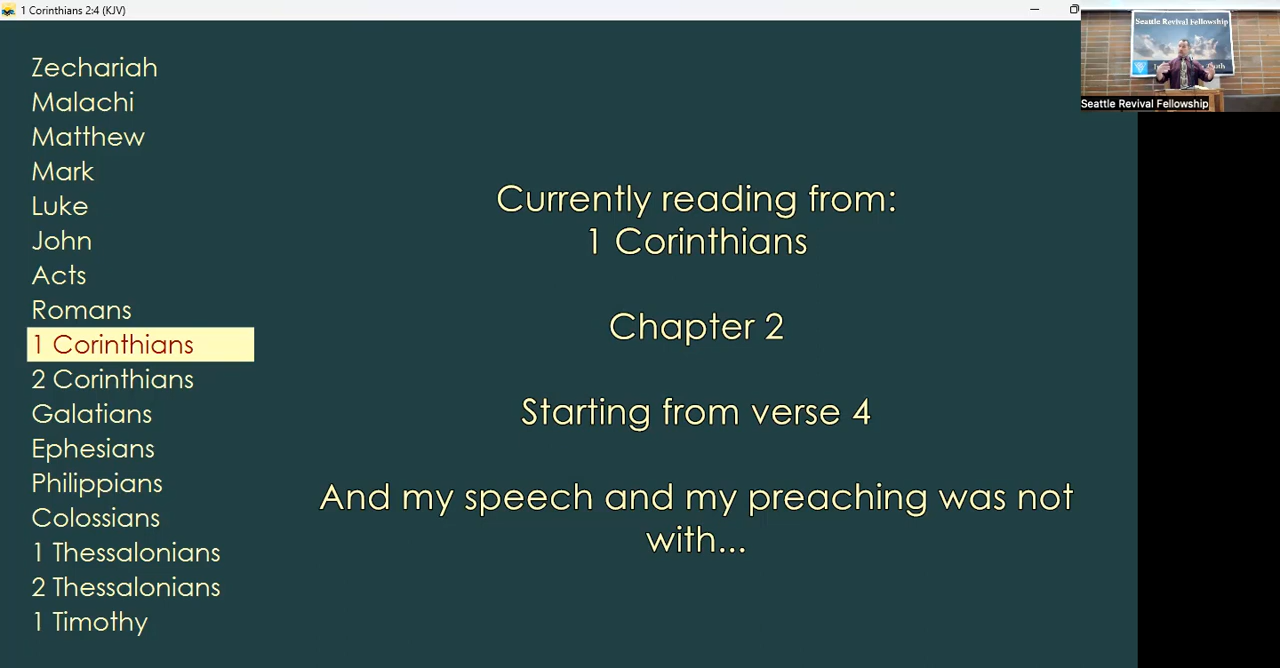 1 Corinthians 2:4 (KJV)
Seattle Revival Fellowship
Seattle Revival Fellowship
Zechariah
Malachi
Matthew
Mark
Luke
John
Acts
Romans
1 Corinthians
2 Corinthians
Galatians
Ephesians
Philippians
Colossians
1 Thessalonians
2 Thessalonians
1 Timothy
Currently reading from:
1 Corinthians
Chapter 2
Starting from verse 4
And my speech and my preaching was not
with...